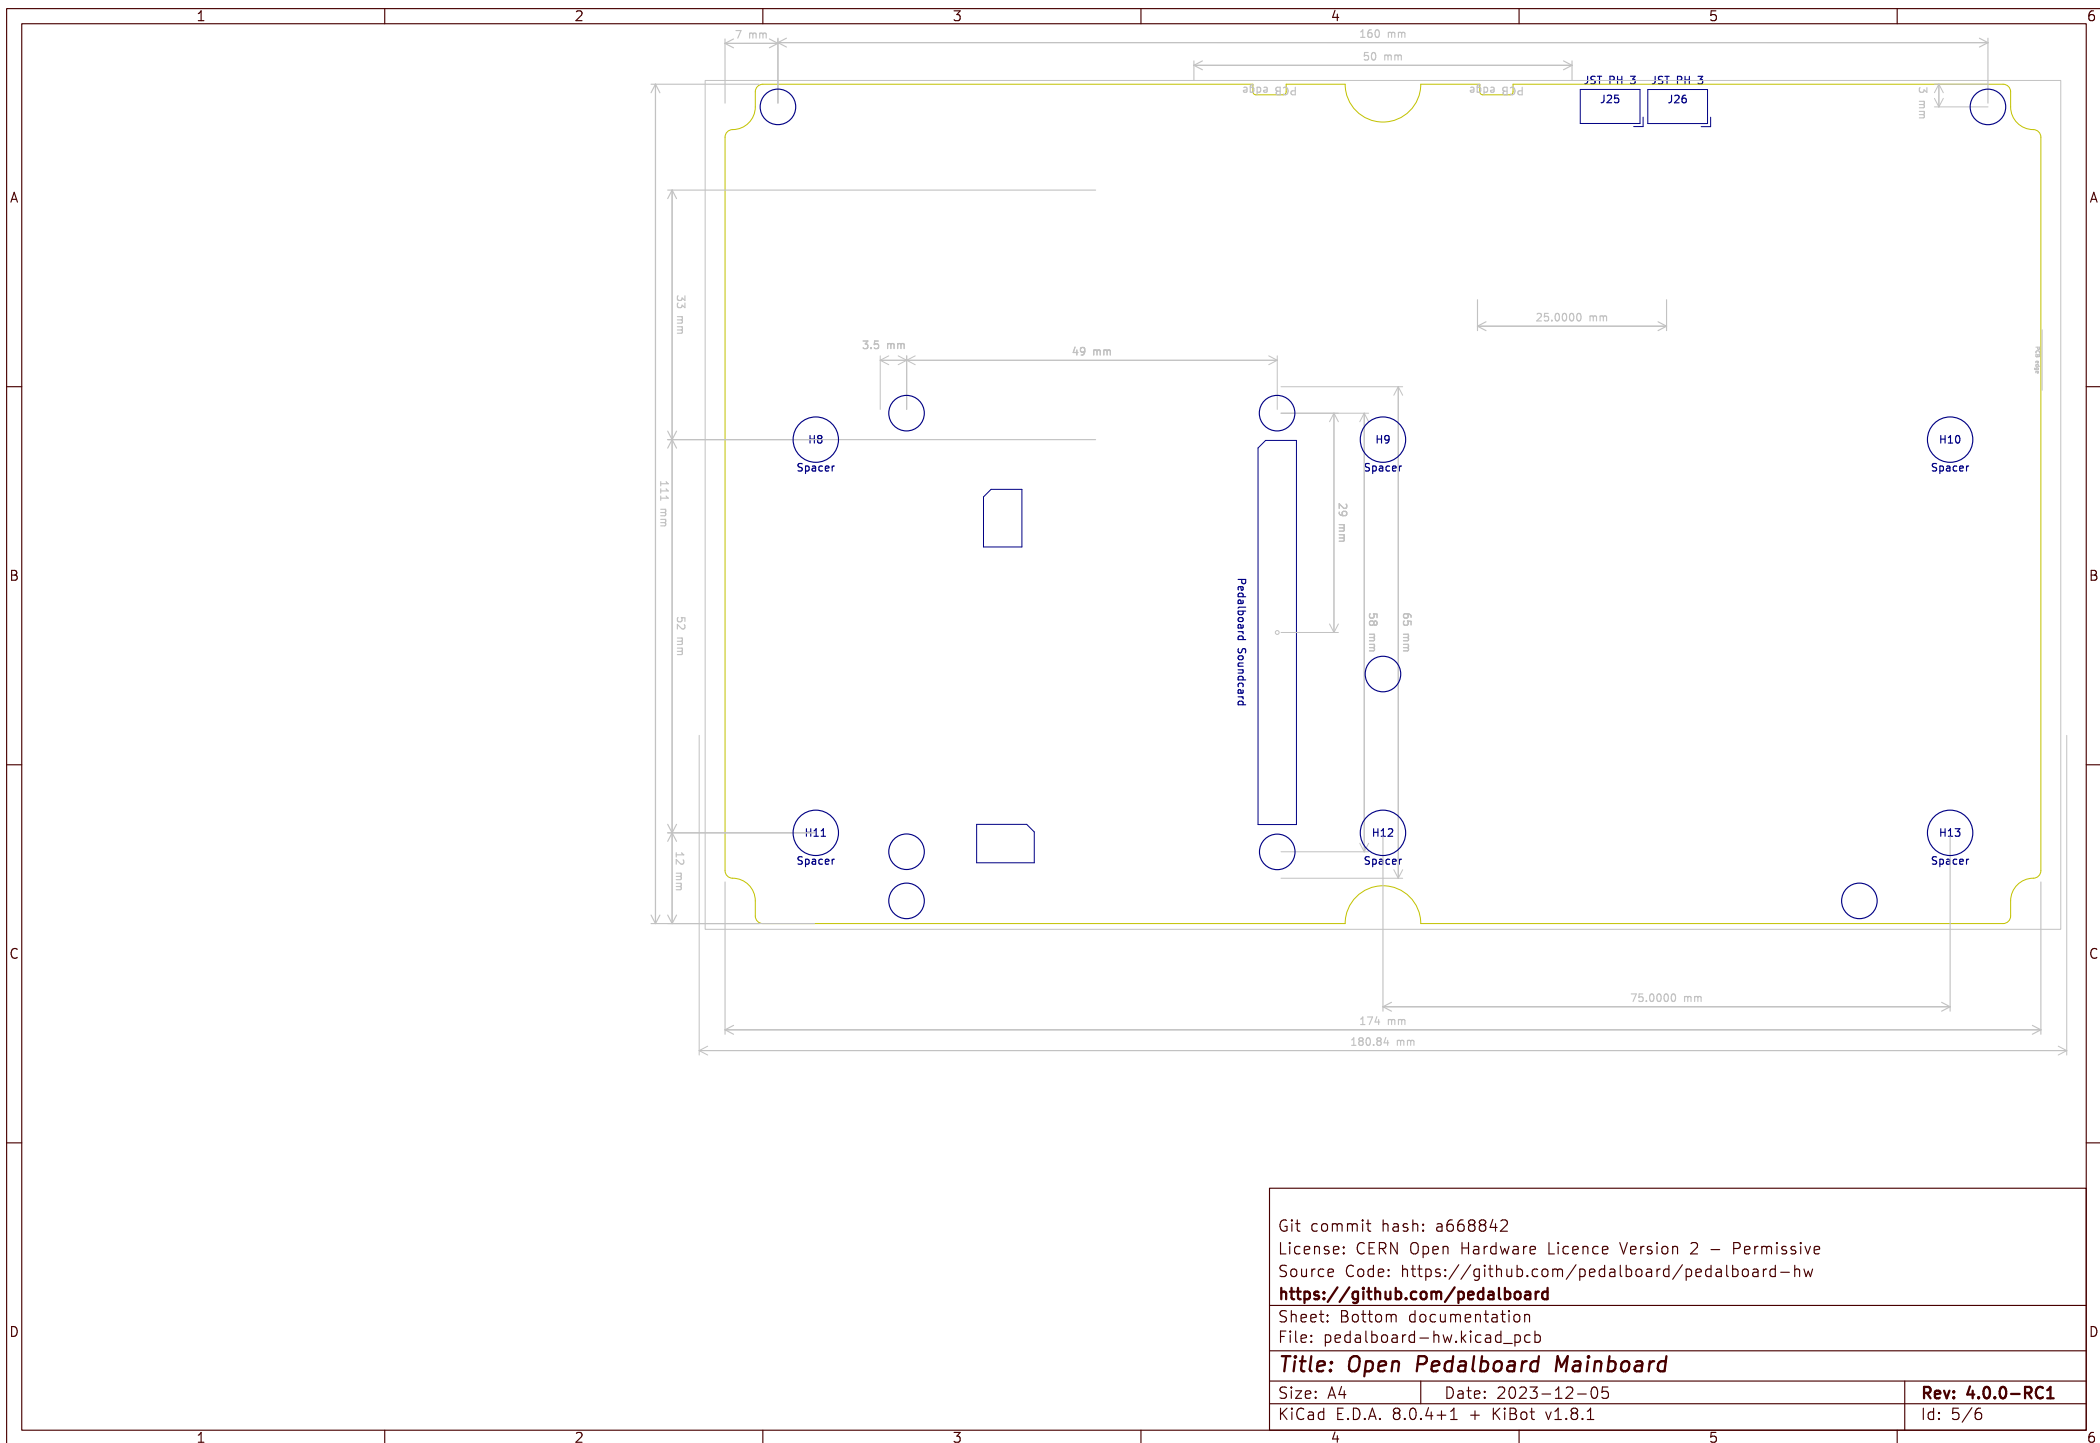 1 2 3 4 5 6
7 mm
160 mm
50 mm
JST PH 3 JST PH 3
PCB edge PCB edge
J25 J26
3 mm
A A
33 mm
25.0000 mm
3.5 mm
49 mm
PCB edge
H8 H9 H10
Spacer Spacer Spacer
111 mm
29 mm
B B
Pedalboard Soundcard
52 mm
58 mm
65 mm
H11 H12 H13
Spacer Spacer Spacer
12 mm
C C
75.0000 mm
174 mm
180.84 mm
Git commit hash: a668842
License: CERN Open Hardware Licence Version 2 - Permissive
Source Code: https://github.com/pedalboard/pedalboard-hw
https://github.com/pedalboard
Sheet: Bottom documentation
File: pedalboard-hw.kicad_pcb
D D
Title: Open Pedalboard Mainboard
Size: A4 Date: 2023-12-05 Rev: 4.0.0-RC1
KiCad E.D.A. 8.0.4+1 + KiBot v1.8.1 Id: 5/6
1 2 3 4 5 6